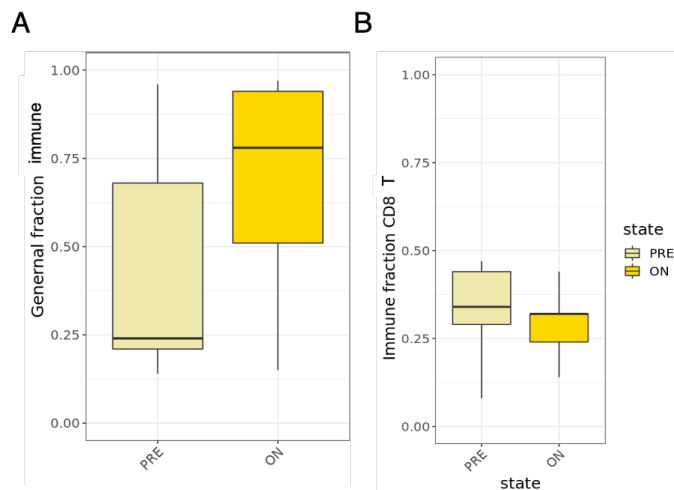 A
Genernal fraction immune
1.00
0.75
0.50
0.25
0.00
PRE
ON
B
Immune fraction CD8 T
1.00
0.75
0.50
0.25
0.00
PRE
ON
state
state
PRE
ON